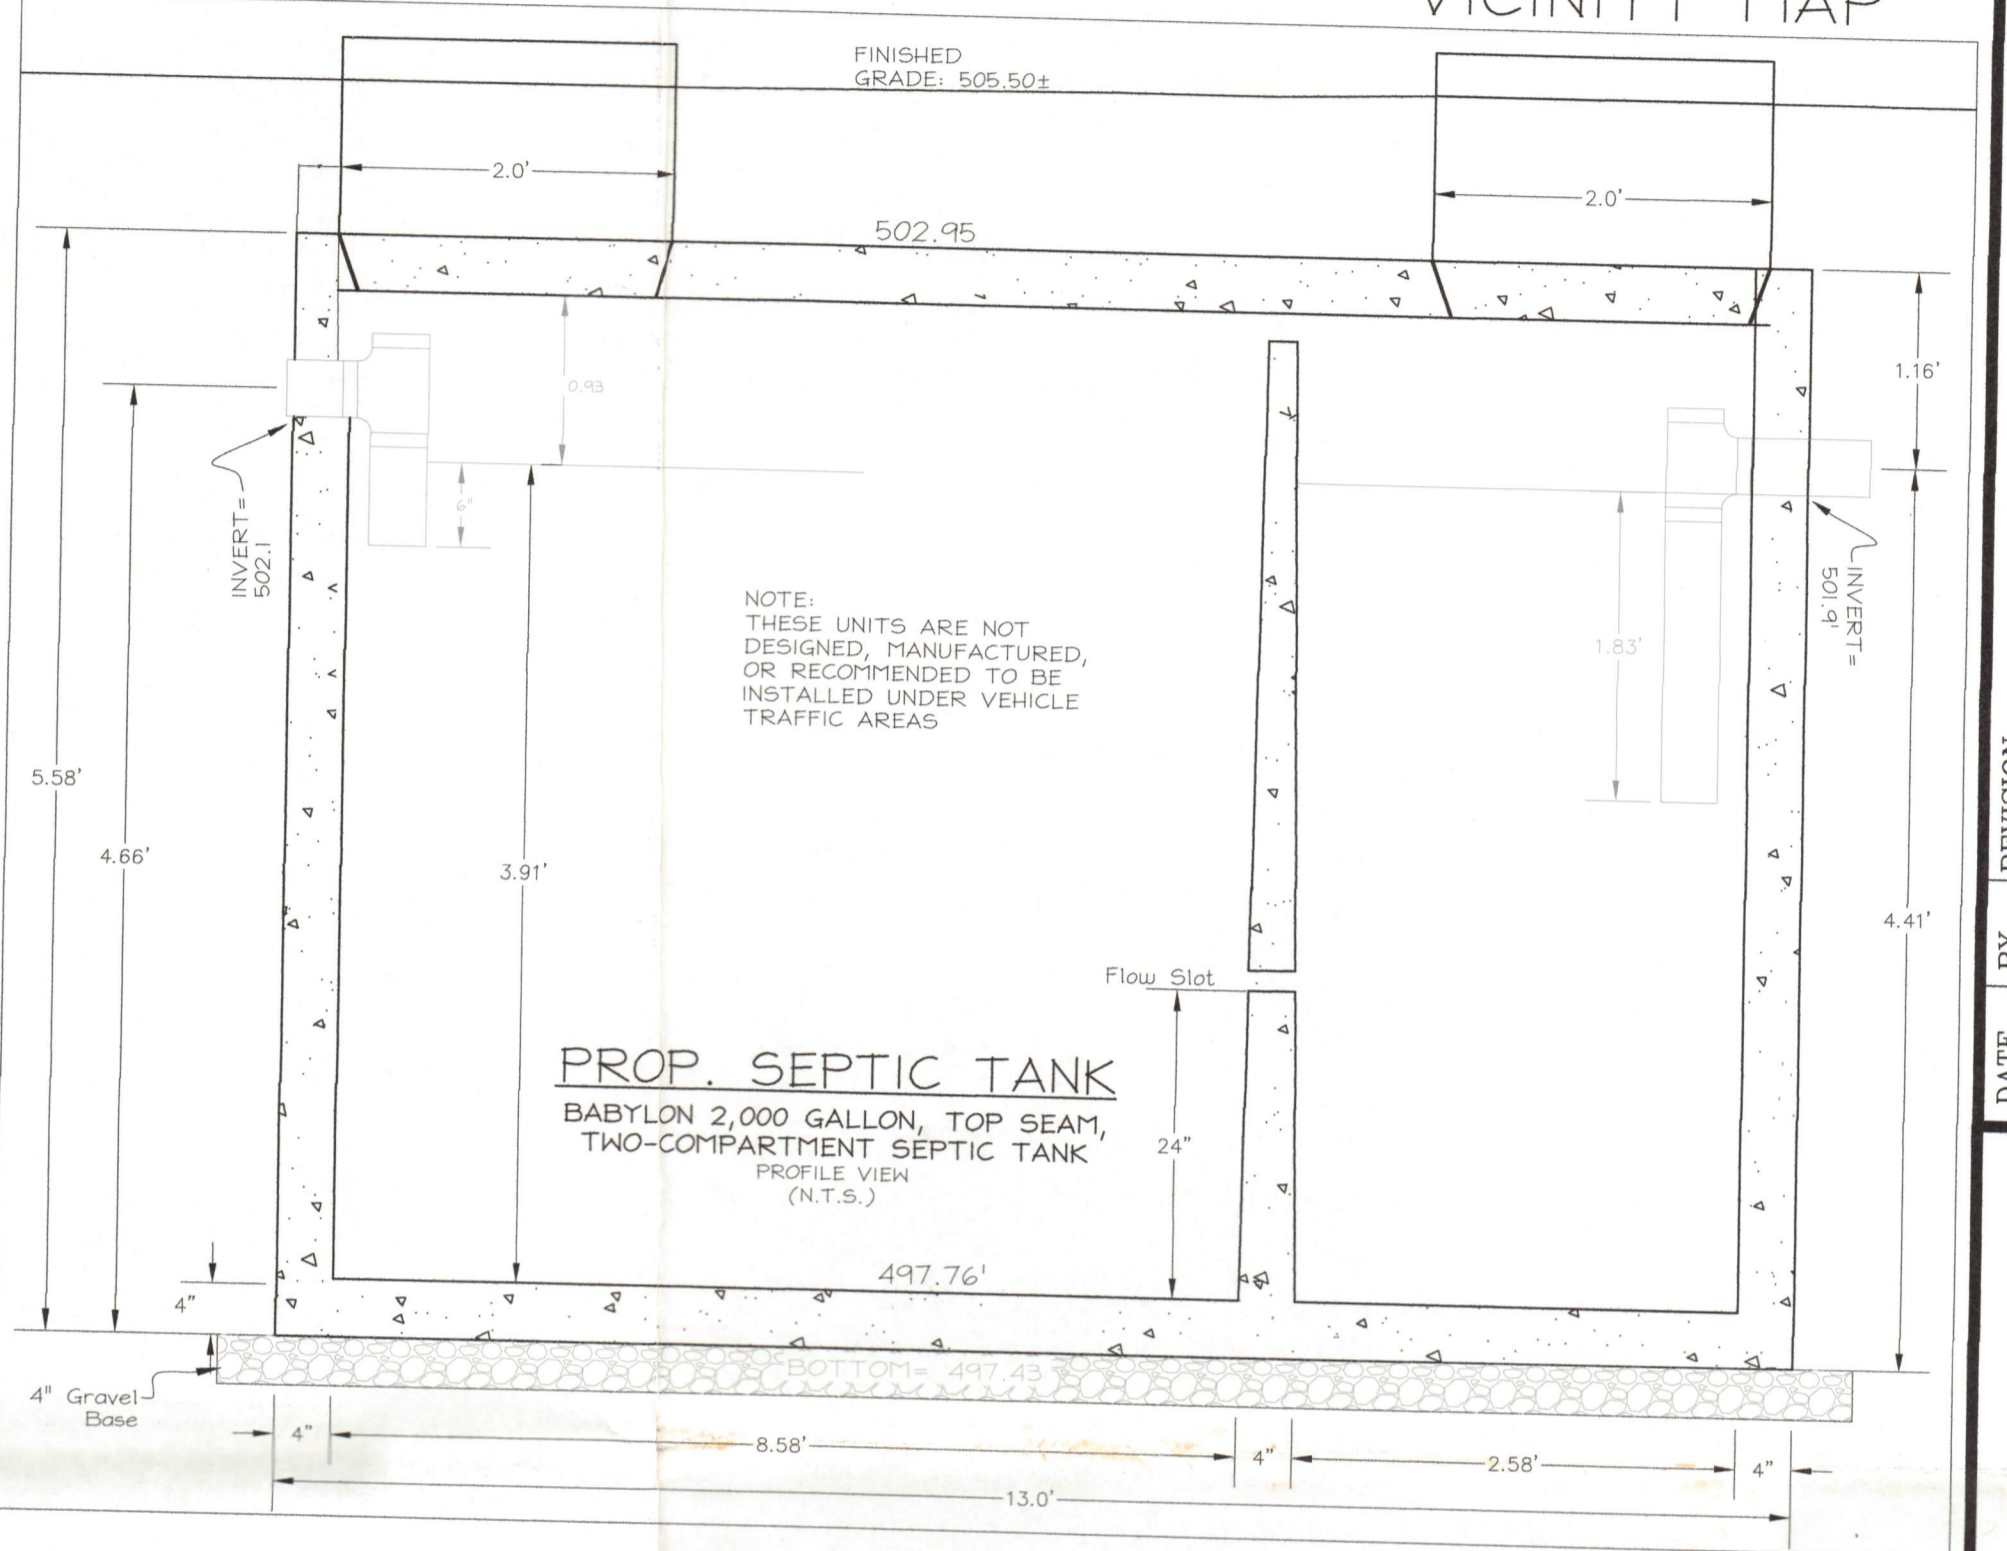 VICINITY MAP
FINISHED
GRADE: 505.50±
2.0'
2.0'
502.95
1.16'
0.93
6"
INVERT=
502.1
INVERT=
501.9'
NOTE:
THESE UNITS ARE NOT
DESIGNED, MANUFACTURED,
OR RECOMMENDED TO BE
INSTALLED UNDER VEHICLE
TRAFFIC AREAS
1.83'
5.58'
4.66'
3.91'
4.41'
Flow Slot
PROP. SEPTIC TANK
BABYLON 2,000 GALLON, TOP SEAM,
TWO-COMPARTMENT SEPTIC TANK
PROFILE VIEW
(N.T.S.)
24"
497.76'
4"
BOTTOM= 497.43
4" Gravel
Base
4"
8.58'
4"
2.58'
4"
13.0'
DATE
BY
REVISION